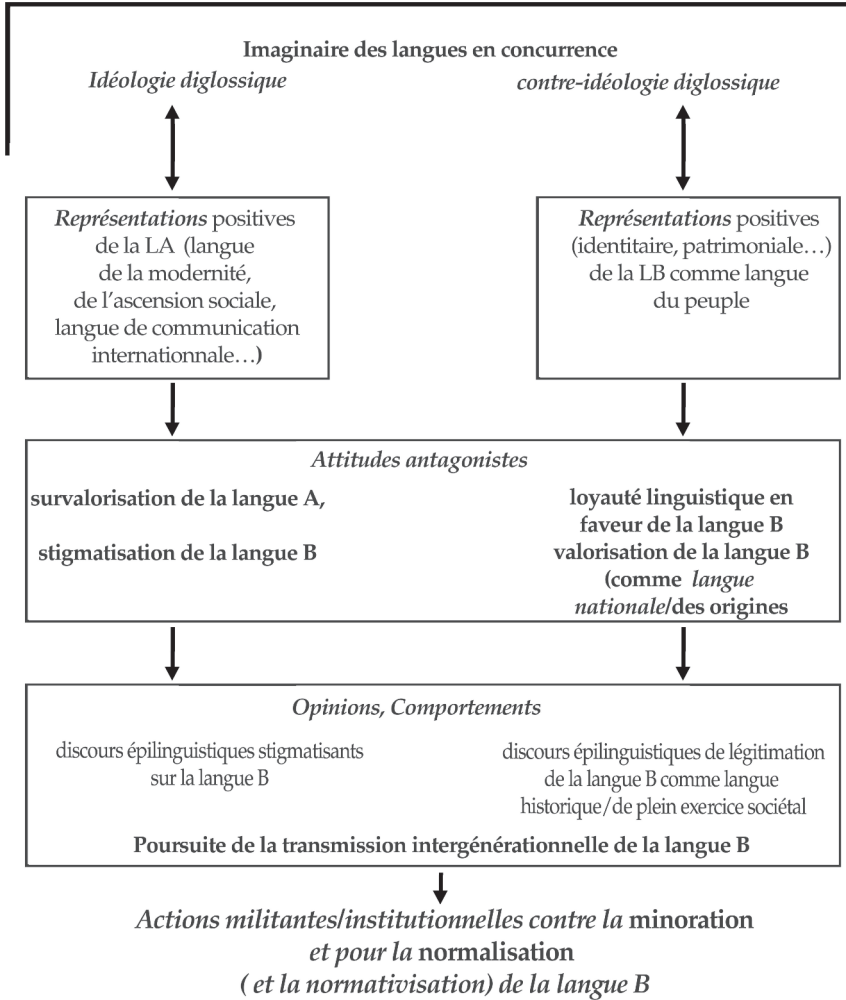 Imaginaire des langues en concurrence
Idéologie diglossique
contre-idéologie diglossique
Représentations positives
de la LA (langue
de la modernité,
de l'ascension sociale,
langue de communication
internationnale…)
Représentations positives
(identitaire, patrimoniale…)
de la LB comme langue
du peuple
Attitudes antagonistes
survalorisation de la langue A,
stigmatisation de la langue B
loyauté linguistique en
faveur de la langue B
valorisation de la langue B
(comme langue
nationale/des origines
Opinions, Comportements
discours épilinguistiques stigmatisants
sur la langue B
discours épilinguistiques de légitimation
de la langue B comme langue
historique/de plein exercice sociétal
Poursuite de la transmission intergénérationnelle de la langue B
Actions militantes/institutionnelles contre la minoration
et pour la normalisation
( et la normativisation) de la langue B